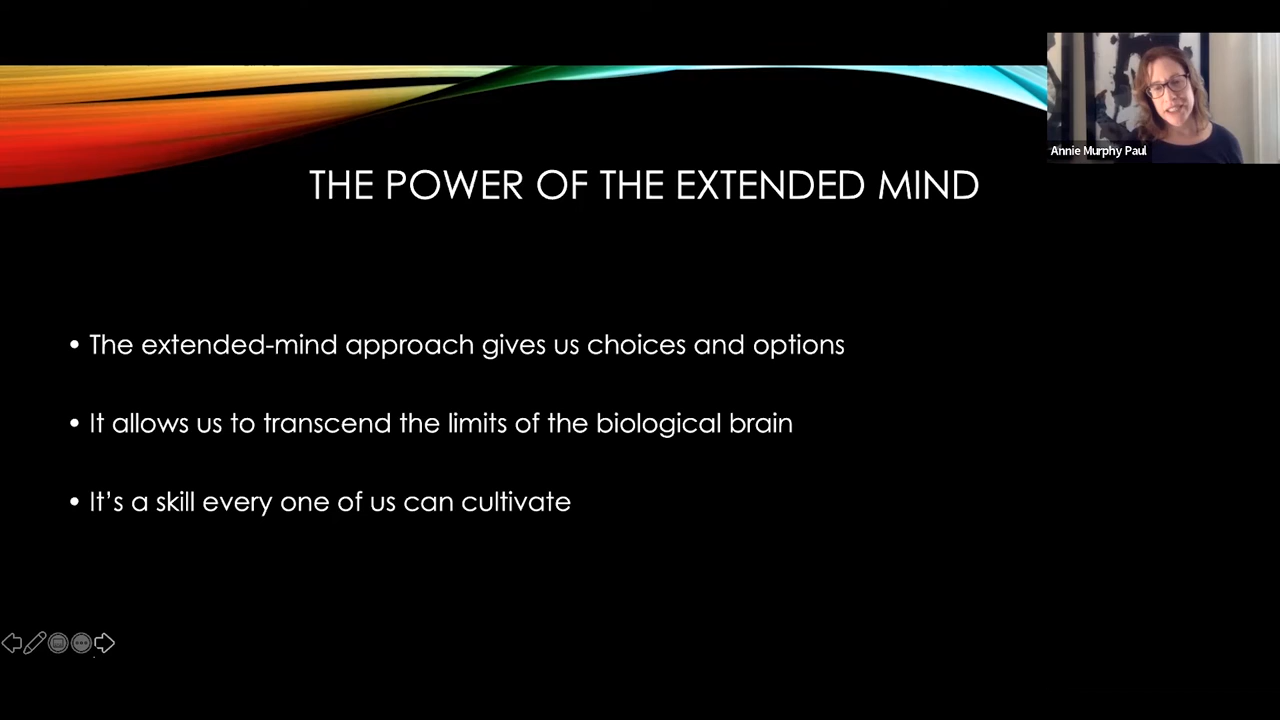 Annie Murphy Paul
THE POWER OF THE EXTENDED MIND
• The extended-mind approach gives us choices and options
• It allows us to transcend the limits of the biological brain
• It’s a skill every one of us can cultivate